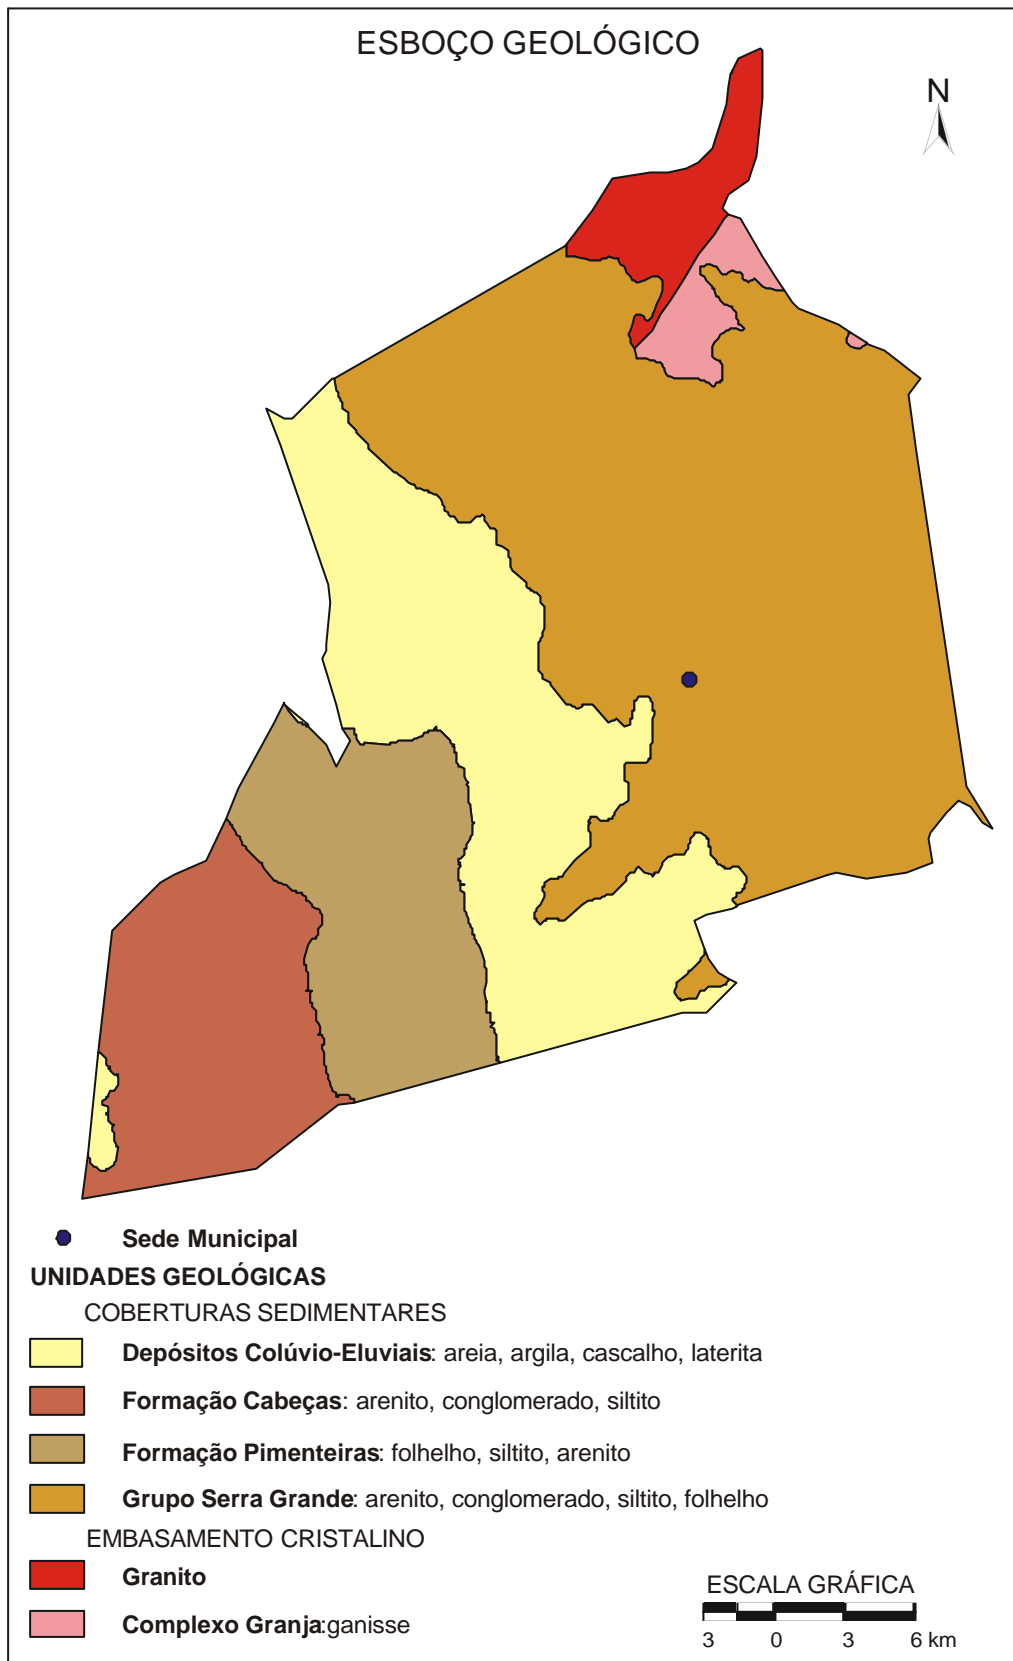 ESBOÇO GEOLÓGICO
N
Sede Municipal
UNIDADES GEOLÓGICAS
COBERTURAS SEDIMENTARES
Depósitos Colúvio-Eluviais: areia, argila, cascalho, laterita
Formação Cabeças: arenito, conglomerado, siltito
Formação Pimenteiras: folhelho, siltito, arenito
Grupo Serra Grande: arenito, conglomerado, siltito, folhelho
EMBASAMENTO CRISTALINO
Granito
Complexo Granja:ganisse
ESCALA GRÁFICA
3 0 3 6 km